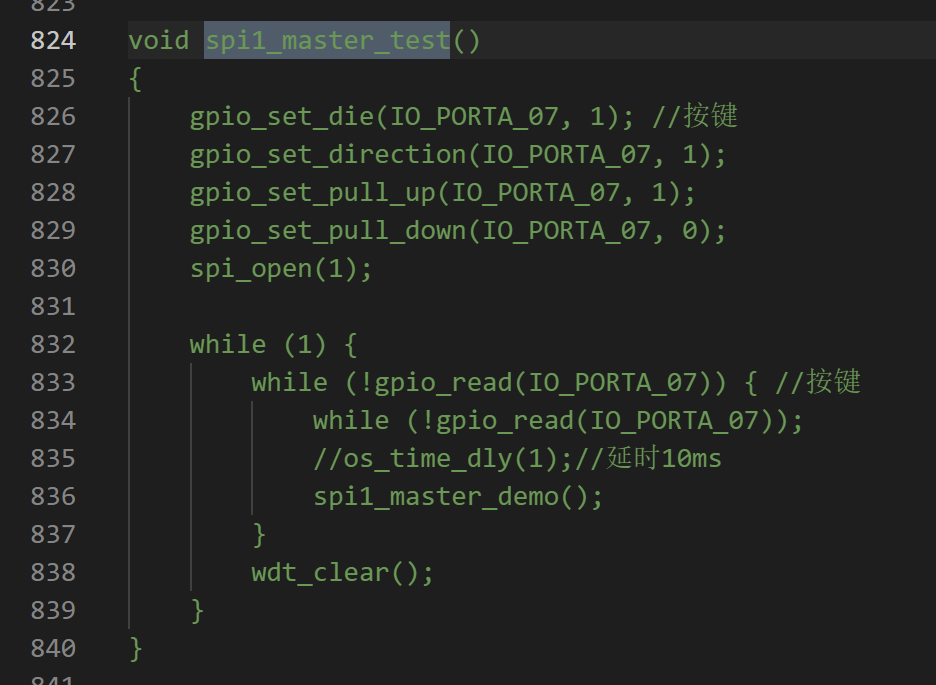 823
824 void spi1_master_test()
825 {
826 gpio_set_die(IO_PORTA_07, 1); //按键
827 gpio_set_direction(IO_PORTA_07, 1);
828 gpio_set_pull_up(IO_PORTA_07, 1);
829 gpio_set_pull_down(IO_PORTA_07, 0);
830 spi_open(1);
831
832 while (1) {
833 while (!gpio_read(IO_PORTA_07)) { //按键
834 while (!gpio_read(IO_PORTA_07));
835 //os_time_dly(1);//延时10ms
836 spi1_master_demo();
837 }
838 wdt_clear();
839 }
840 }
841